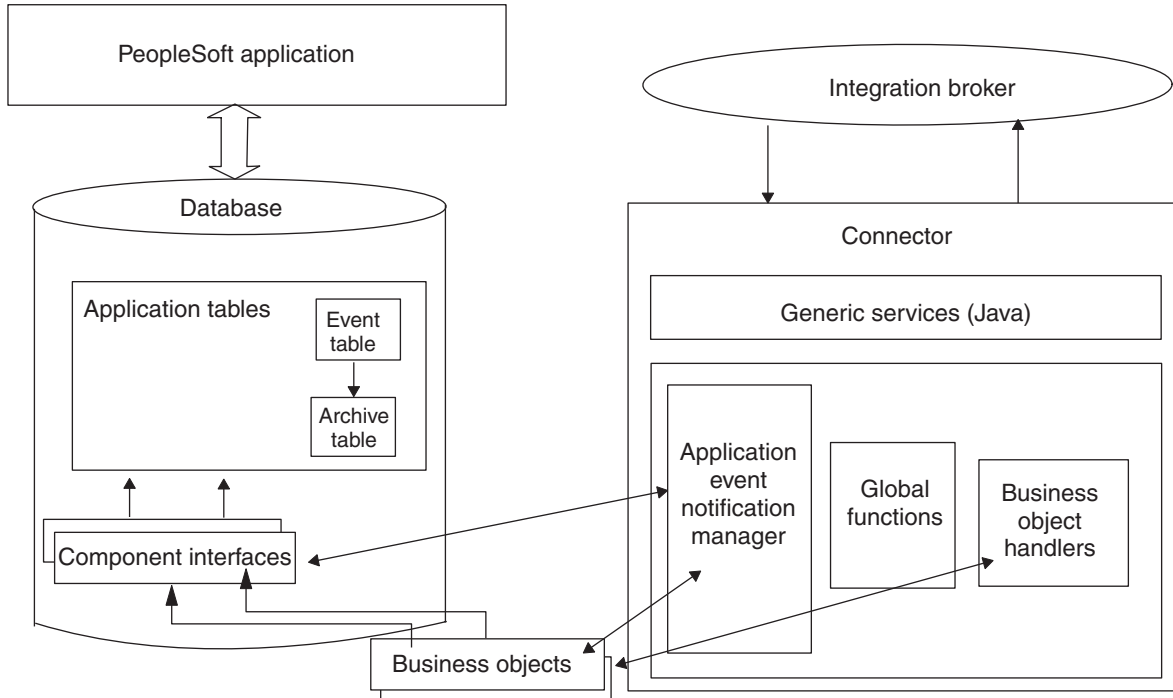 PeopleSoft application
Integration broker
Database
Connector
Application tables
Event
table
Archive
table
Generic services (Java)
Application
event
notification
manager
Global
functions
Business
object
handlers
Component interfaces
Business objects